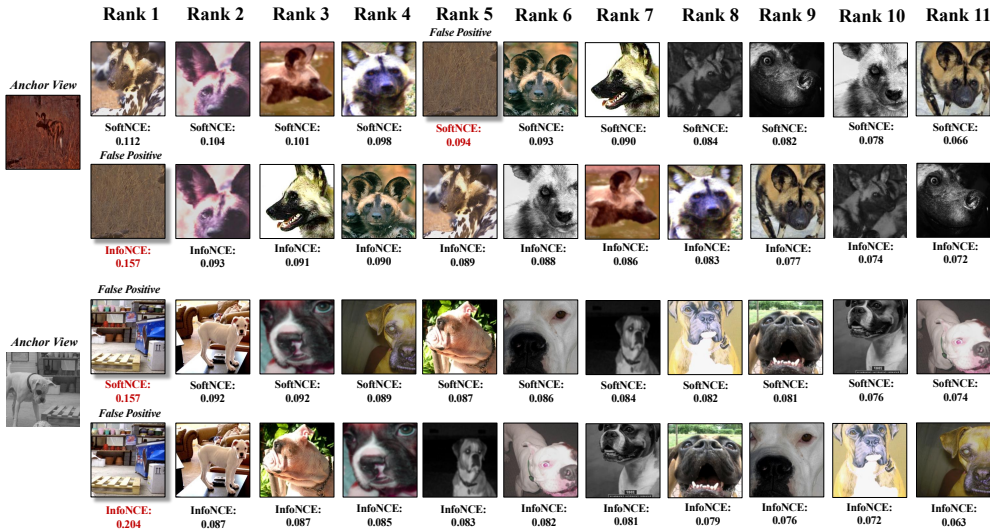 Rank 1 Rank 2 Rank 3 Rank 4 Rank 5 Rank 6 Rank 7 Rank 8 Rank 9 Rank 10 Rank 11
False Positive
Anchor View
SoftNCE: SoftNCE: SoftNCE: SoftNCE: SoftNCE: SoftNCE: SoftNCE: SoftNCE: SoftNCE: SoftNCE: SoftNCE:
0.112 0.104 0.101 0.098 0.094 0.093 0.090 0.084 0.082 0.078 0.066
False Positive
InfoNCE: InfoNCE: InfoNCE: InfoNCE: InfoNCE: InfoNCE: InfoNCE: InfoNCE: InfoNCE: InfoNCE: InfoNCE:
0.157 0.093 0.091 0.090 0.089 0.088 0.086 0.083 0.077 0.074 0.072
False Positive
Anchor View
SoftNCE: SoftNCE: SoftNCE: SoftNCE: SoftNCE: SoftNCE: SoftNCE: SoftNCE: SoftNCE: SoftNCE: SoftNCE:
0.157 0.092 0.092 0.089 0.087 0.086 0.084 0.082 0.081 0.076 0.074
False Positive
InfoNCE: InfoNCE: InfoNCE: InfoNCE: InfoNCE: InfoNCE: InfoNCE: InfoNCE: InfoNCE: InfoNCE: InfoNCE:
0.204 0.087 0.087 0.085 0.083 0.082 0.081 0.079 0.076 0.072 0.063